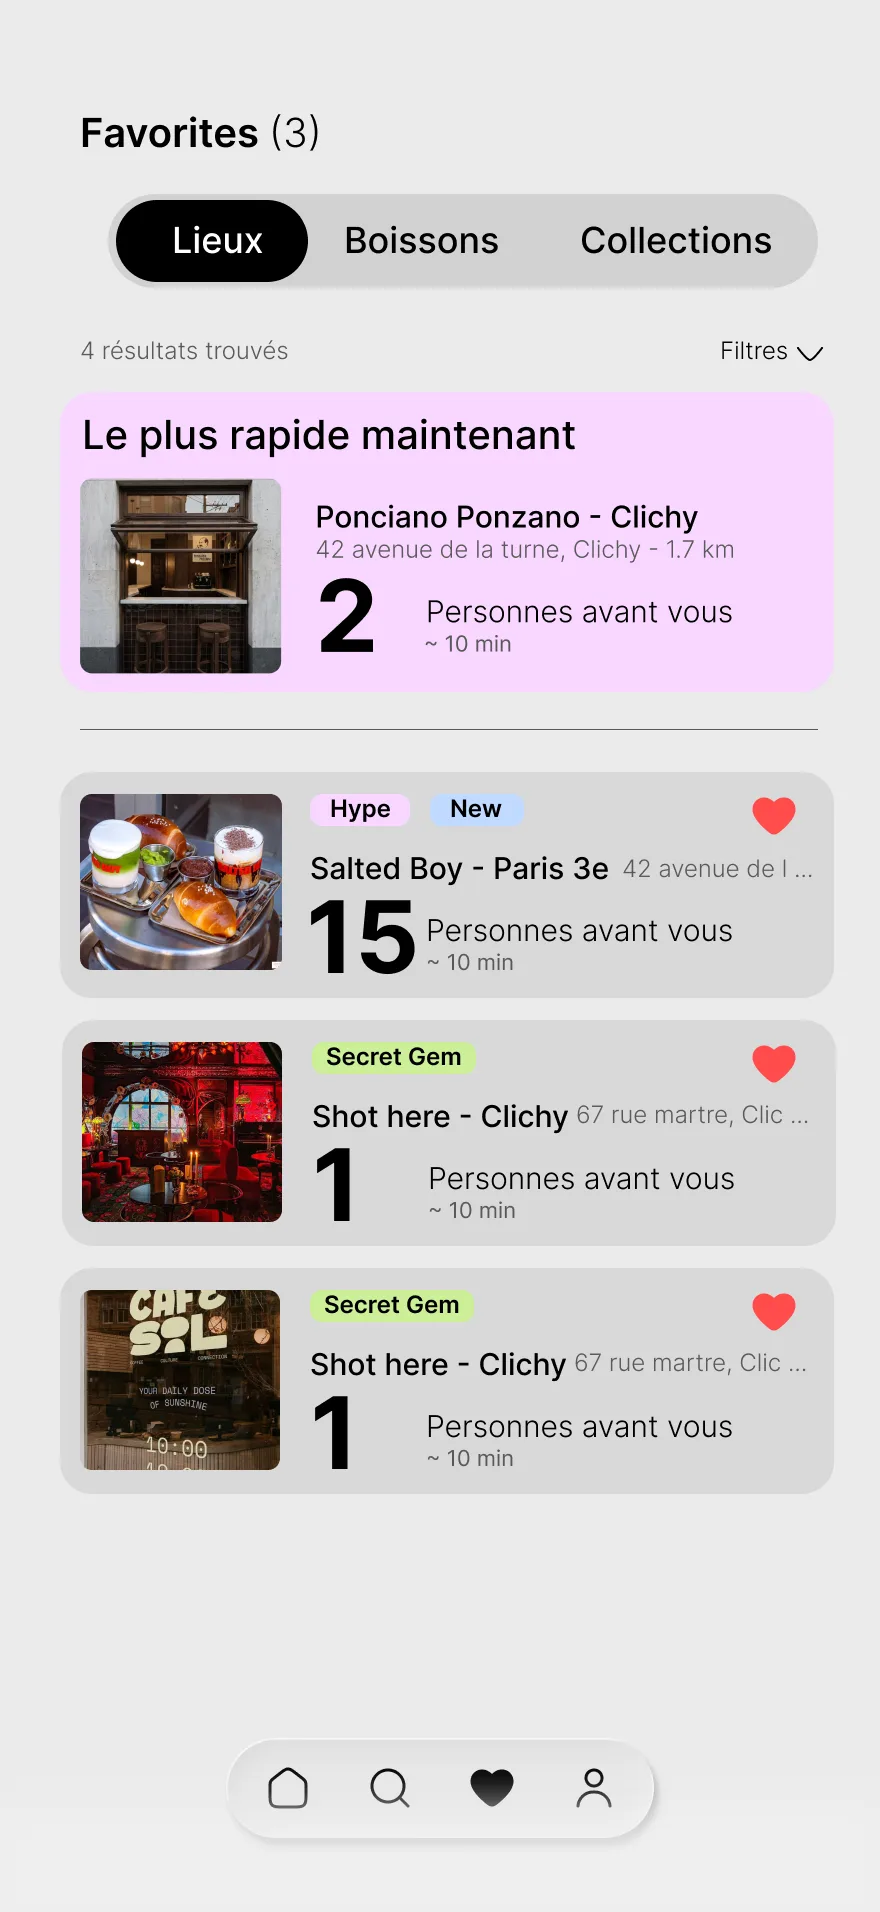 Favorites (3)
Lieux Boissons Collections
4 résultats trouvés Filtres
Le plus rapide maintenant
Ponciano Ponzano - Clichy
42 avenue de la turne, Clichy - 1.7 km
2 Personnes avant vous
~ 10 min
Hype New
Salted Boy - Paris 3e 42 avenue de l ...
15 Personnes avant vous
~ 10 min
Secret Gem
Shot here - Clichy 67 rue martre, Clic ...
1 Personnes avant vous
~ 10 min
CAFE
SOL
COFFEE CULTURE CONNECTION
YOUR DAILY DOSE
OF SUNSHINE
10:00
Secret Gem
Shot here - Clichy 67 rue martre, Clic ...
1 Personnes avant vous
~ 10 min